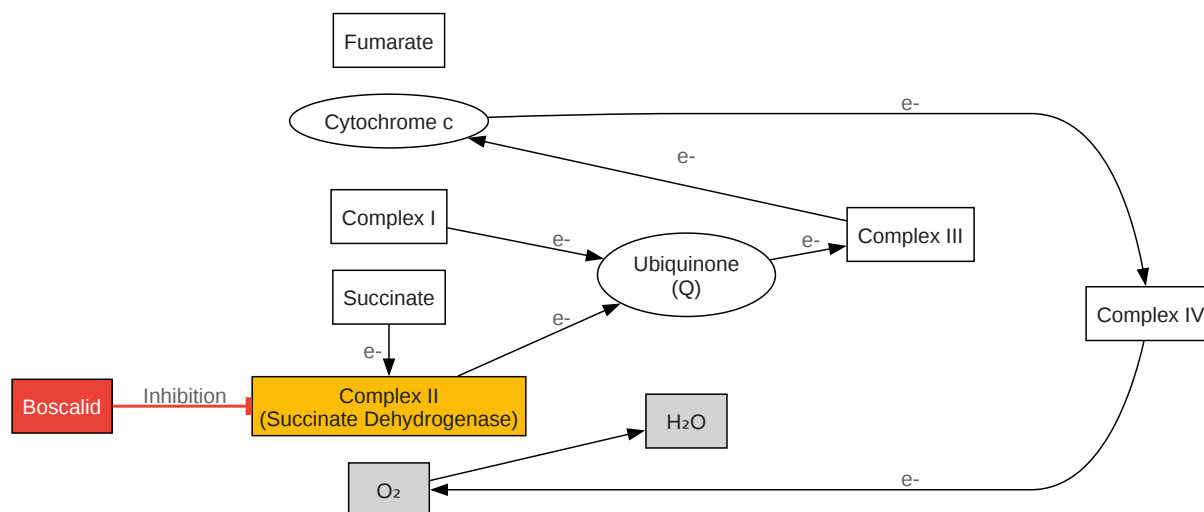 Fumarate
Cytochrome c
e-
e-
Complex I
e-
Ubiquinone
(Q)
e-
Complex III
Succinate
e-
e-
Complex IV
Boscalid
Inhibition
Complex II
(Succinate Dehydrogenase)
H₂O
O₂
e-